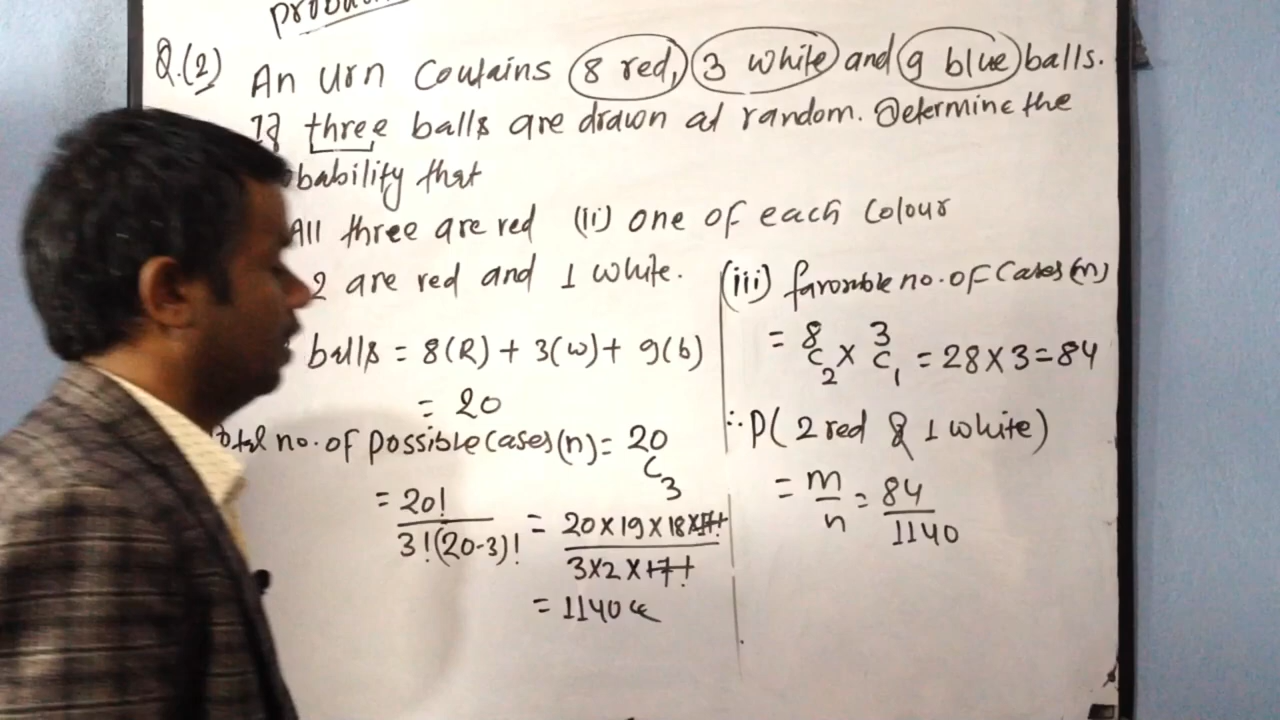 Q.(2) An urn contains 8 red, 3 white and 9 blue balls.
If three balls are drawn at random. Determine the
bability that
All three are red (ii) one of each colour
2 are red and 1 white.
balls = 8(R) + 3(w) + 9(b)
= 20
otal no. of possible cases (n) = 20C3
= 20! / 3!(20-3)! = 20×19×18×17! / 3×2×17!
= 1140
(iii) favorable no. of cases (m)
= 8C2 × 3C1 = 28×3 = 84
∴ P( 2 red & 1 white)
= m/n = 84/1140